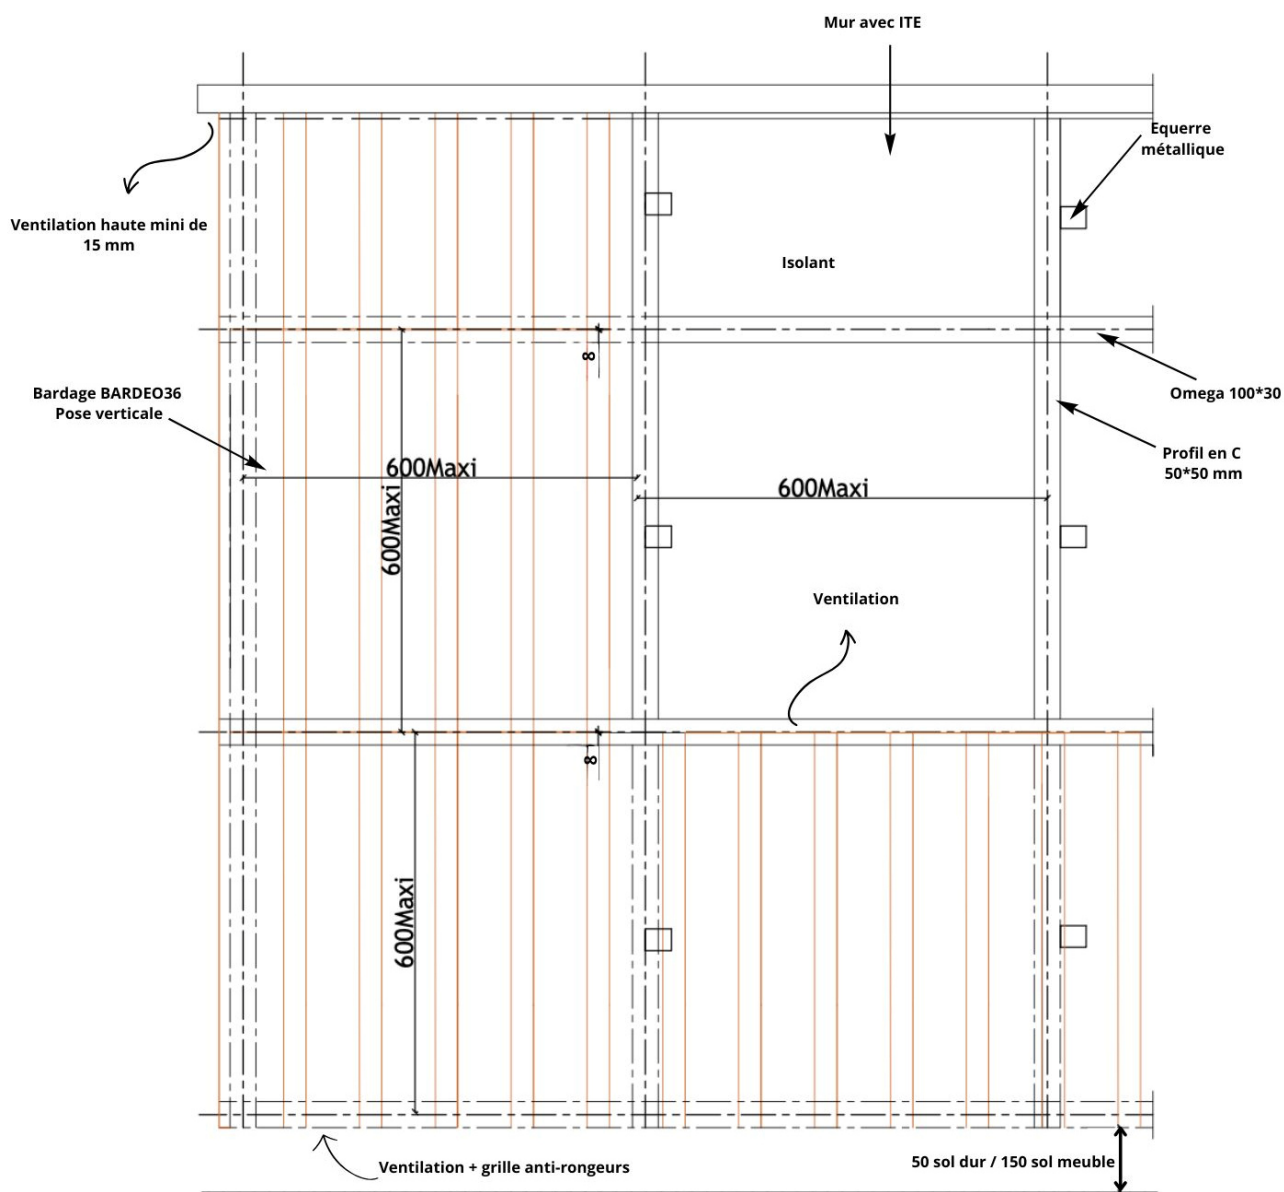 Mur avec ITE
Equerre
métallique
Ventilation haute mini de
15 mm
Isolant
8
Bardage BARDEO36
Pose verticale
Omega 100*30
Profil en C
50*50 mm
600Maxi
600Maxi
600Maxi
Ventilation
8
600Maxi
50 sol dur / 150 sol meuble
Ventilation + grille anti-rongeurs